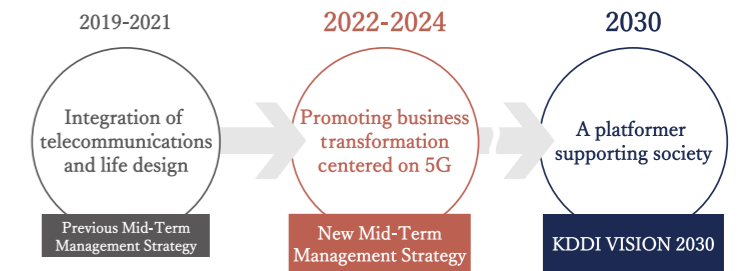 2019-2021
Integration of
telecommunications
and life design
Previous Mid-Term
Management Strategy
2022-2024
Promoting business
transformation
centered on 5G
New Mid-Term
Management Strategy
2030
A platformer
supporting society
KDDI VISION 2030